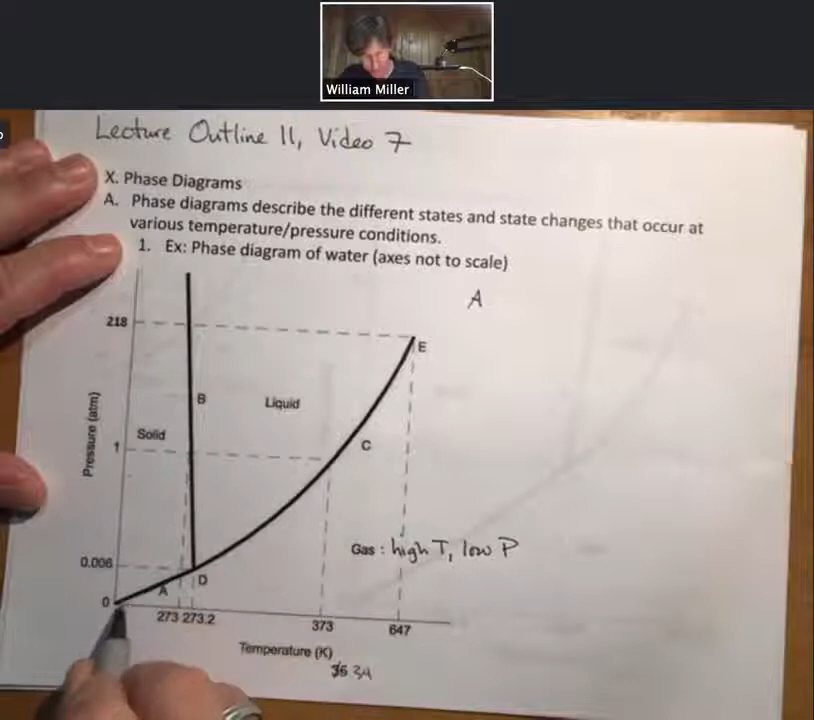 William Miller
Lecture Outline 11, Video 7
X. Phase Diagrams
A. Phase diagrams describe the different states and state changes that occur at
various temperature/pressure conditions.
1. Ex: Phase diagram of water (axes not to scale)
A
218
E
B
Liquid
Solid
C
1
Pressure (atm)
Gas : high T, low P
0.006
D
A
0
273 273.2
373
647
Temperature (K)